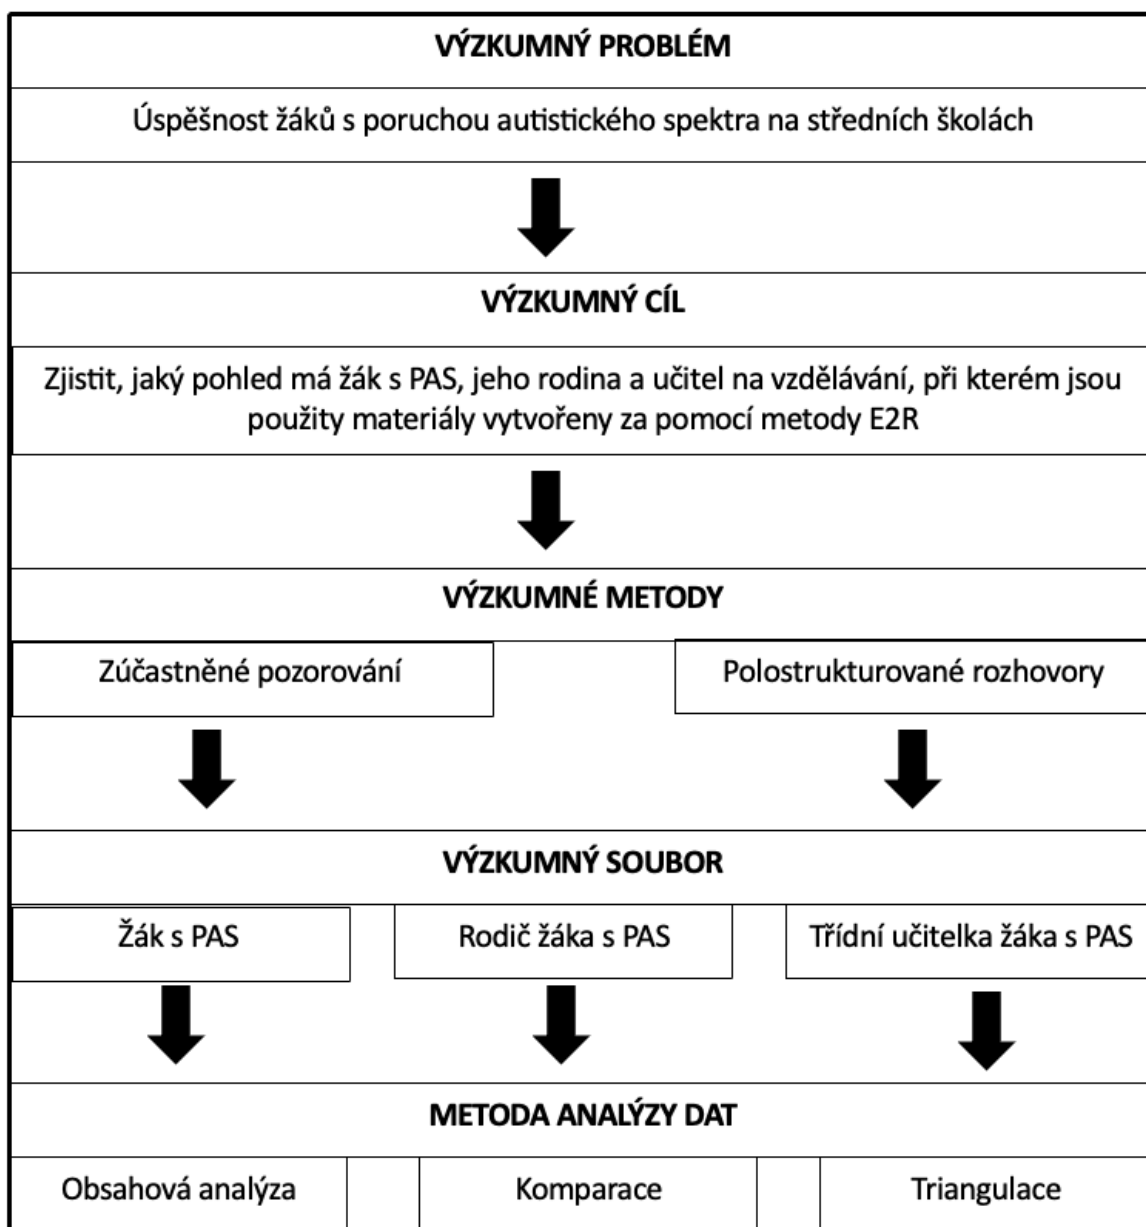 VÝZKUMNÝ PROBLÉM
Úspěšnost žáků s poruchou autistického spektra na středních školách
VÝZKUMNÝ CÍL
Zjistit, jaký pohled má žák s PAS, jeho rodina a učitel na vzdělávání, při kterém jsou
použity materiály vytvořeny za pomocí metody E2R
VÝZKUMNÉ METODY
Zúčastněné pozorování
Polostrukturované rozhovory
VÝZKUMNÝ SOUBOR
Žák s PAS
Rodič žáka s PAS
Třídní učitelka žáka s PAS
METODA ANALÝZY DAT
Obsahová analýza
Komparace
Triangulace